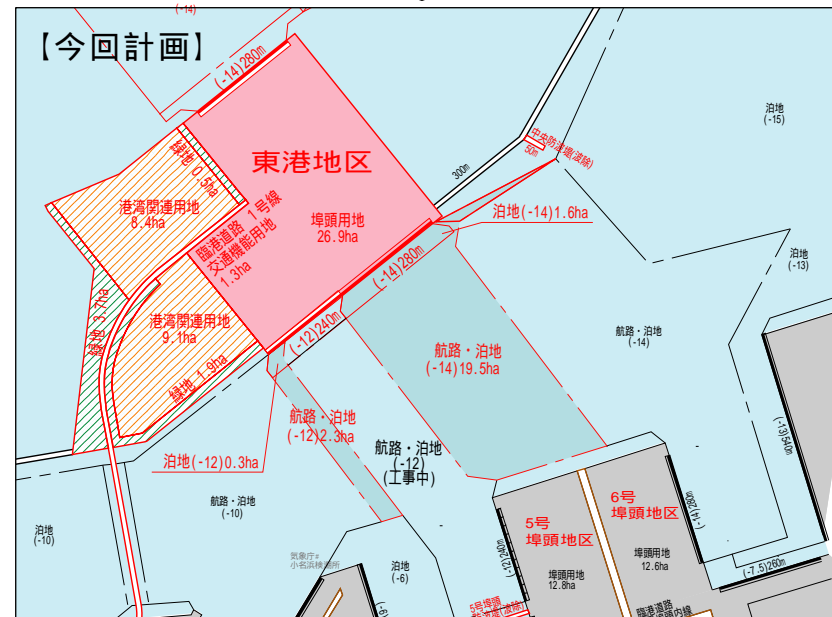 (-14)
【今回計画】
(-14)280m
東港地区
緑地 0.5ha
港湾関連用地
8.4ha
臨港道路 1号線
交通機能用地
1.3ha
埠頭用地
26.9ha
300m
中央防波堤(波除)
50m
泊地
(-15)
泊地(-14)1.6ha
泊地
(-13)
(-14)280m
(-12)240m
緑地 3.7ha
港湾関連用地
9.1ha
緑地 1.9ha
航路・泊地
(-14)19.5ha
航路・泊地
(-14)
航路・泊地
(-12)2.3ha
泊地(-12)0.3ha
航路・泊地
(-12)
(工事中)
航路・泊地
(-10)
泊地
(-10)
気象庁
小名浜検潮所
泊地
(-6)
(-13)540m
(-14)280m
(-12)240m
5号
埠頭地区
6号
埠頭地区
埠頭用地
12.8ha
埠頭用地
12.6ha
(-7.5)260m
5号埠頭
臨港道路